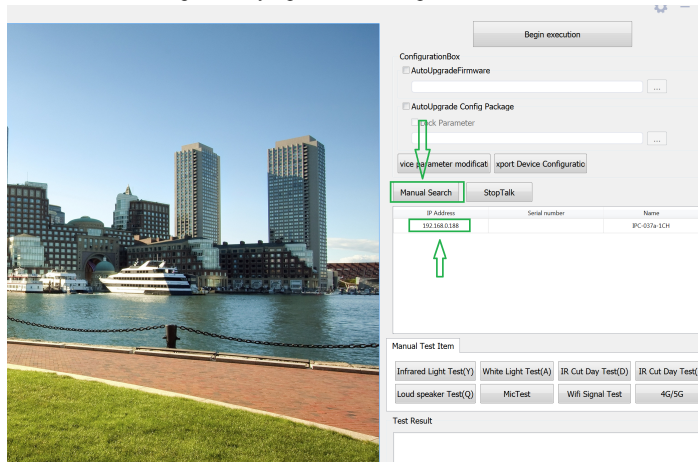 Begin execution
ConfigurationBox
AutoUpgradeFirmware
...
AutoUpgrade Config Package
Lock Parameter
...
vice parameter modificati xport Device Configuratio
Manual Search StopTalk
IP Address Serial number Name
192.168.0.188 IPC-037a-1CH
Manual Test Item
Infrared Light Test(Y) White Light Test(A) IR Cut Day Test(D) IR Cut Day Test(
Loud speaker Test(Q) MicTest Wifi Signal Test 4G/5G
Test Result